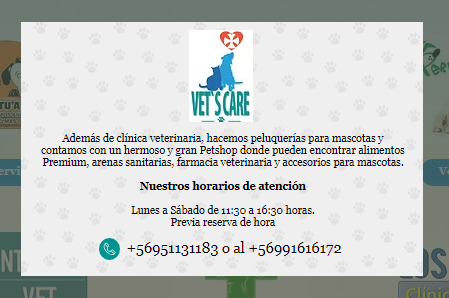 VET`S CARE
Además de clínica veterinaria, hacemos peluquerías para mascotas y
contamos con un hermoso y gran Petshop donde pueden encontrar alimentos
Premium, arenas sanitarias, farmacia veterinaria y accesorios para mascotas.
Nuestros horarios de atención
Lunes a Sábado de 11:30 a 16:30 horas.
Previa reserva de hora
+56951131183 o al +56991616172
VET